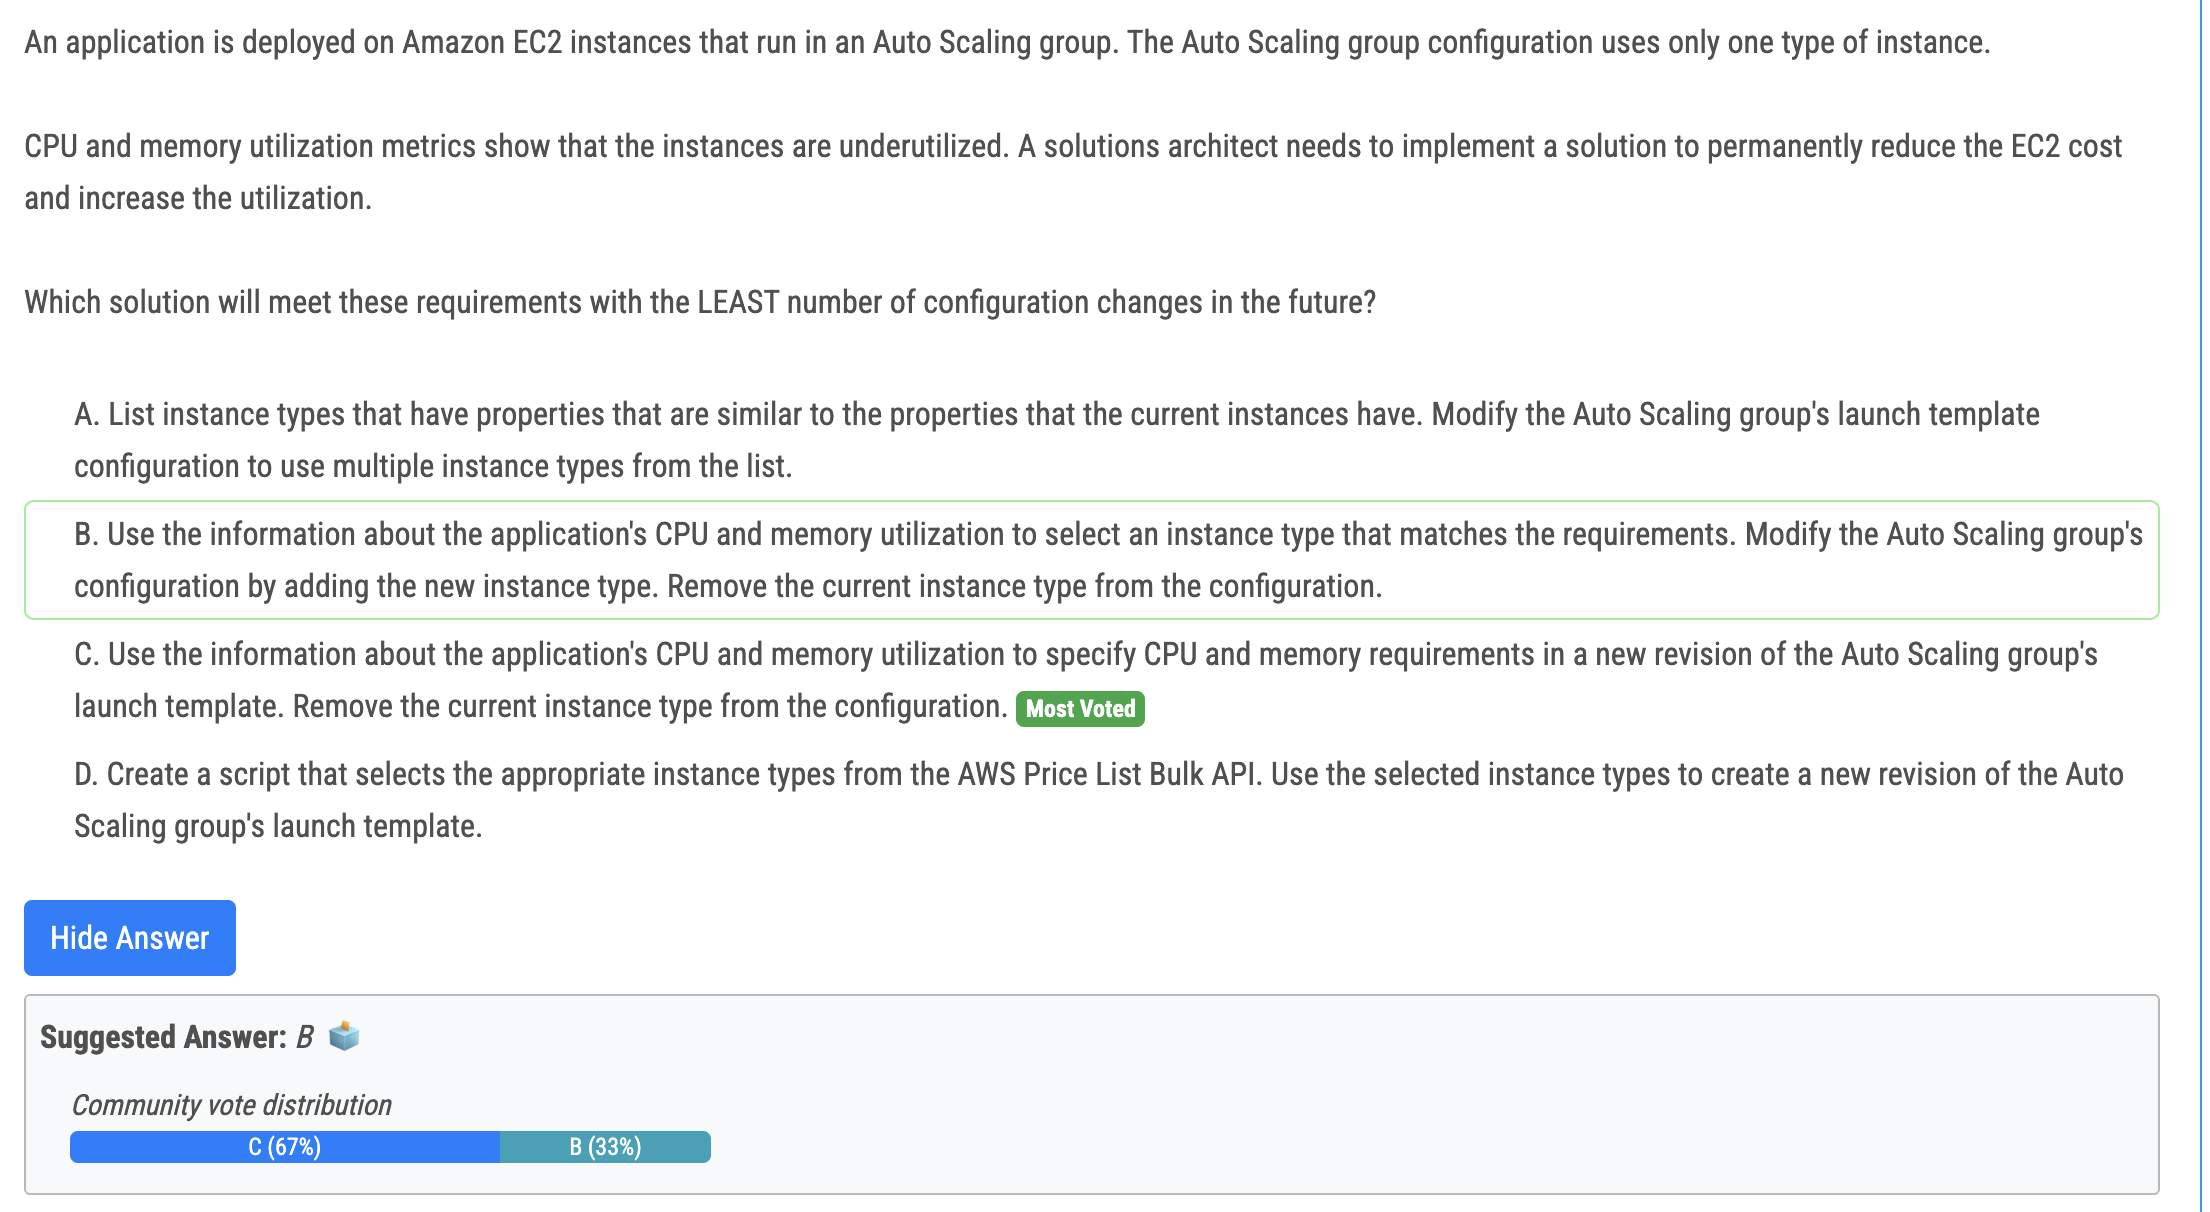 An application is deployed on Amazon EC2 instances that run in an Auto Scaling group. The Auto Scaling group configuration uses only one type of instance.
CPU and memory utilization metrics show that the instances are underutilized. A solutions architect needs to implement a solution to permanently reduce the EC2 cost
and increase the utilization.
Which solution will meet these requirements with the LEAST number of configuration changes in the future?
A. List instance types that have properties that are similar to the properties that the current instances have. Modify the Auto Scaling group's launch template
configuration to use multiple instance types from the list.
B. Use the information about the application's CPU and memory utilization to select an instance type that matches the requirements. Modify the Auto Scaling group's
configuration by adding the new instance type. Remove the current instance type from the configuration.
C. Use the information about the application's CPU and memory utilization to specify CPU and memory requirements in a new revision of the Auto Scaling group's
launch template. Remove the current instance type from the configuration. Most Voted
D. Create a script that selects the appropriate instance types from the AWS Price List Bulk API. Use the selected instance types to create a new revision of the Auto
Scaling group's launch template.
Hide Answer
Suggested Answer: B
Community vote distribution
C (67%) B (33%)